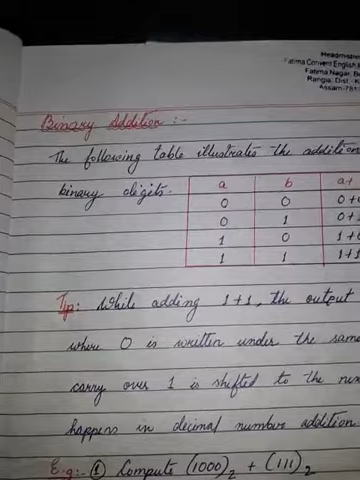 Headmistre
Fatima Convent English
Fatima Nagar, B
Rangia, Dist.-K
Assam-781
Binary Addition :-
The following table illustrates the addition
binary digits.
a b a+
0 0 0+
0 1 0+
1 0 1+
1 1 1+1
Tip: While adding 1+1, the output
where 0 is written under the same
carry over 1 is shifted to the
happens in decimal number addition
E.g:- ① Compute (1000)₂ + (111)₂